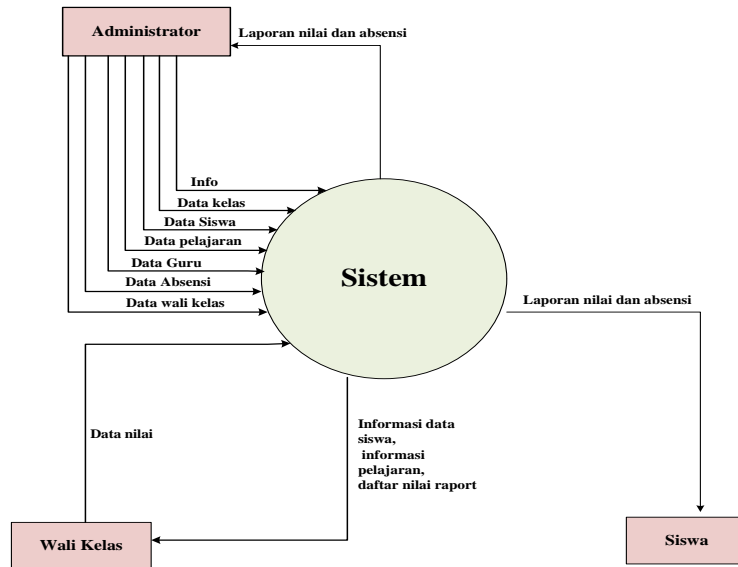 Administrator
Laporan nilai dan absensi
Info
Data kelas
Data Siswa
Data pelajaran
Data Guru
Data Absensi
Data wali kelas
Sistem
Laporan nilai dan absensi
Data nilai
Informasi data
siswa,
informasi
pelajaran,
daftar nilai raport
Wali Kelas
Siswa